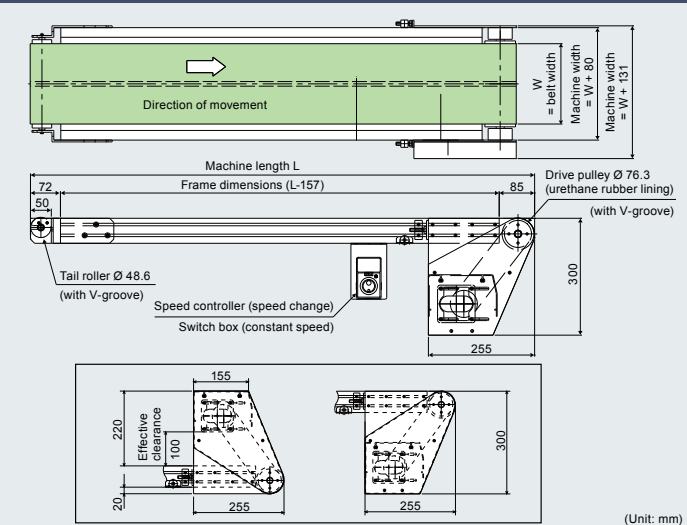 W
= belt width
Machine width
= W + 80
Machine width
= W + 131
Direction of movement
Machine length L
72
Frame dimensions (L-157)
85
50
Drive pulley Ø 76.3
(urethane rubber lining)
(with V-groove)
Tail roller Ø 48.6
(with V-groove)
Speed controller (speed change)
Switch box (constant speed)
300
255
155
220
Effective
clearance
100
20
255
300
255
(Unit: mm)